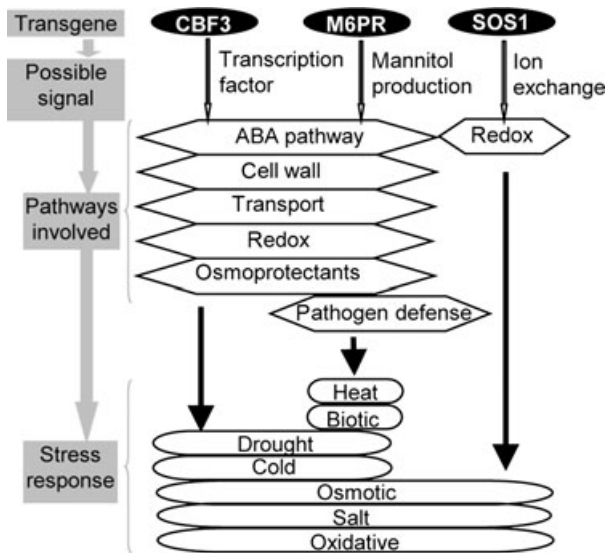 Transgene
CBF3
M6PR
SOS1
Possible
signal
Transcription
factor
Mannitol
production
Ion
exchange
Pathways
involved
ABA pathway
Redox
Cell wall
Transport
Redox
Osmoprotectants
Pathogen defense
Stress
response
Heat
Biotic
Drought
Cold
Osmotic
Salt
Oxidative